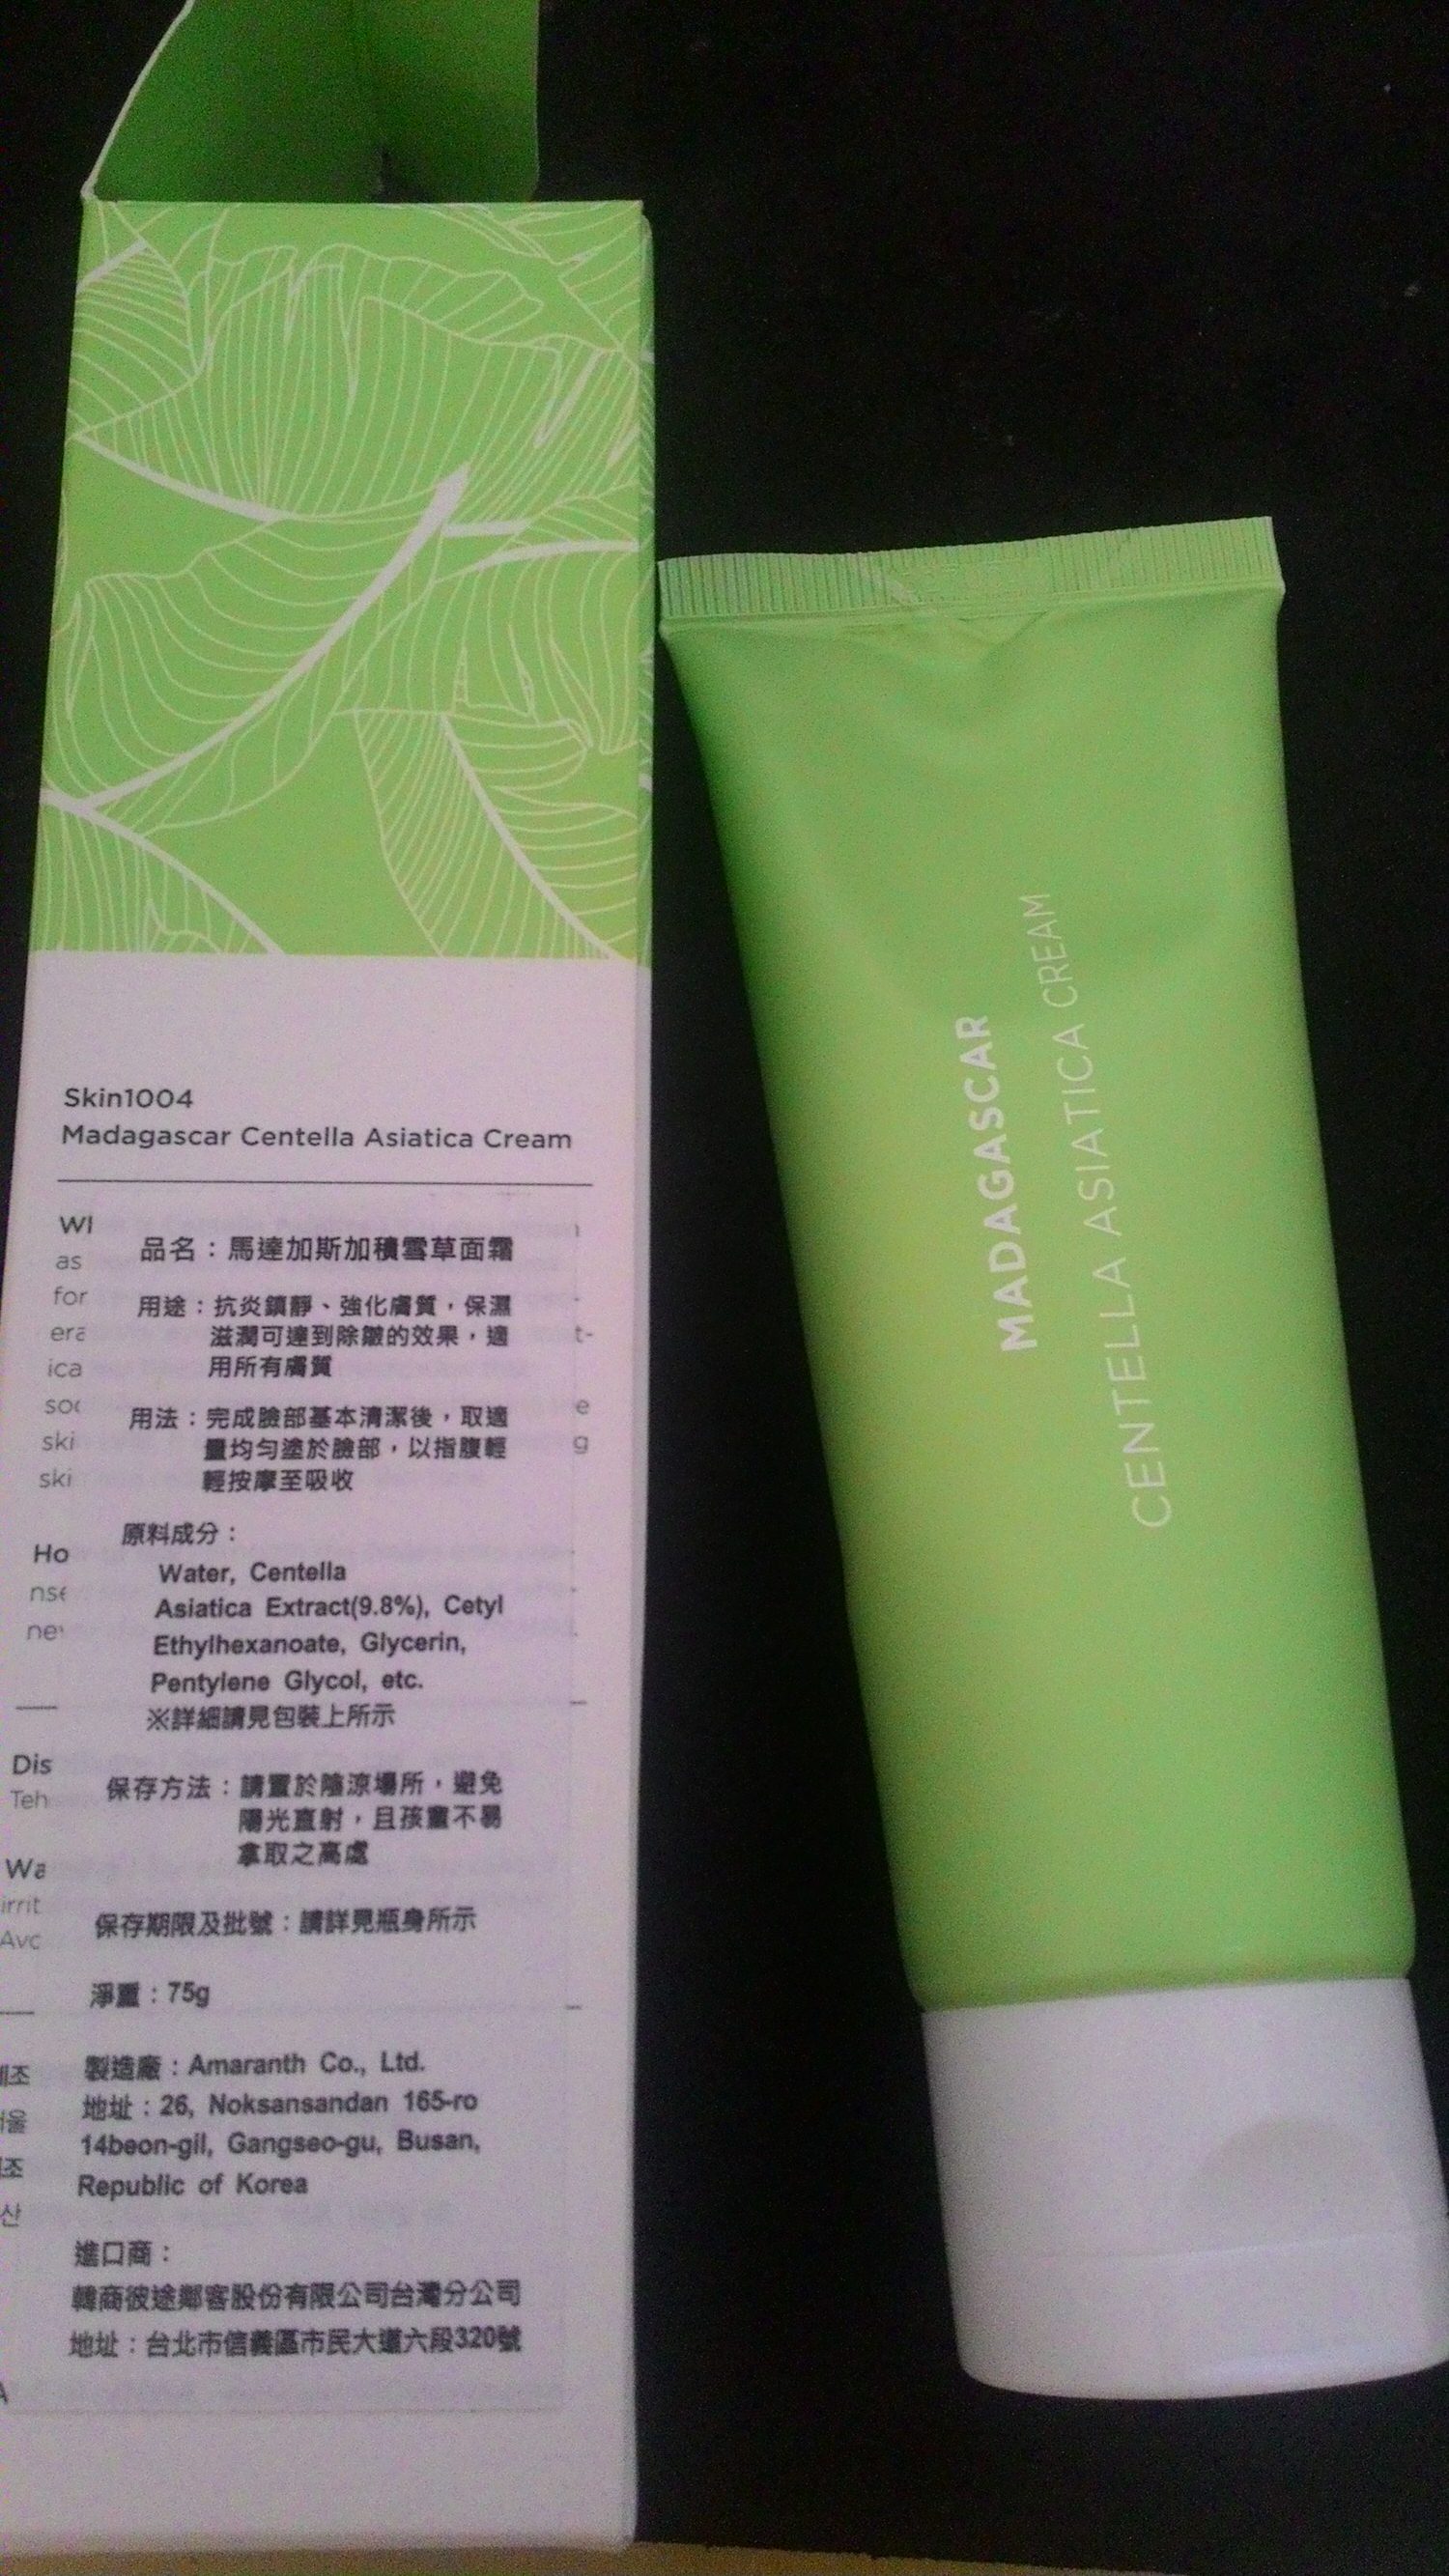 Skin1004
Madagascar Centella Asiatica Cream
品名：馬達加斯加積雪草面霜
用途：抗炎鎮靜、強化膚質，保濕
滋潤可達到除皺的效果，適
用所有膚質
用法：完成臉部基本清潔後，取適
量均勻塗於臉部，以指腹輕
輕按摩至吸收
原料成分：
Water, Centella
Asiatica Extract(9.8%), Cetyl
Ethylhexanoate, Glycerin,
Pentylene Glycol, etc.
※詳細請見包裝上所示
保存方法：請置於陰涼場所，避免
陽光直射，且孩童不易
拿取之高處
保存期限及批號：請詳見瓶身所示
淨重：75g
製造廠：Amaranth Co., Ltd.
地址：26, Noksansandan 165-ro
14beon-gil, Gangseo-gu, Busan,
Republic of Korea
進口商：
韓商彼途鄰客股份有限公司台灣分公司
地址：台北市信義區市民大道六段320號
MADAGASCAR
CENTELLA ASIATICA CREAM